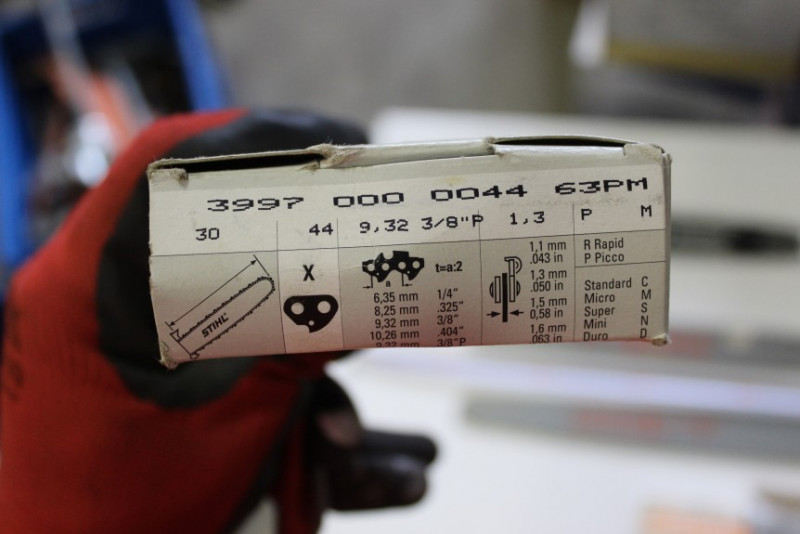 3997 000 0044 63PM
30 44 9,32 3/8"P 1,3 P M
STIHL
X
t=a:2
a
6,35 mm 1/4"
8,25 mm .325"
9,32 mm 3/8"
10,26 mm .404"
9,32 mm 3/8"P
1,1 mm
.043 in
1,3 mm
.050 in
1,5 mm
0,58 in
1,6 mm
.063 in
R Rapid
P Picco
Standard C
Micro M
Super S
Mini N
Duro D